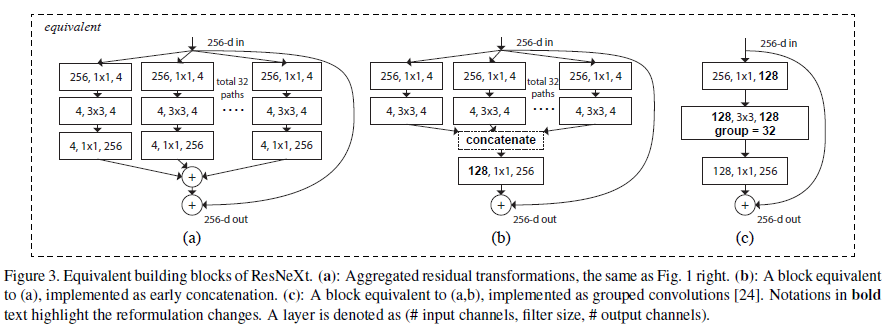 equivalent
256-d in
256, 1x1, 4
256, 1x1, 4
256, 1x1, 4
total 32
paths
....
4, 3x3, 4
4, 3x3, 4
4, 3x3, 4
4, 1x1, 256
4, 1x1, 256
4, 1x1, 256
+
+
256-d out
(a)
256-d in
256, 1x1, 4
256, 1x1, 4
256, 1x1, 4
total 32
paths
....
4, 3x3, 4
4, 3x3, 4
4, 3x3, 4
concatenate
128, 1x1, 256
+
256-d out
(b)
256-d in
256, 1x1, 128
128, 3x3, 128
group = 32
128, 1x1, 256
+
256-d out
(c)
Figure 3. Equivalent building blocks of ResNeXt. (a): Aggregated residual transformations, the same as Fig. 1 right. (b): A block equivalent
to (a), implemented as early concatenation. (c): A block equivalent to (a,b), implemented as grouped convolutions [24]. Notations in bold
text highlight the reformulation changes. A layer is denoted as (# input channels, filter size, # output channels).